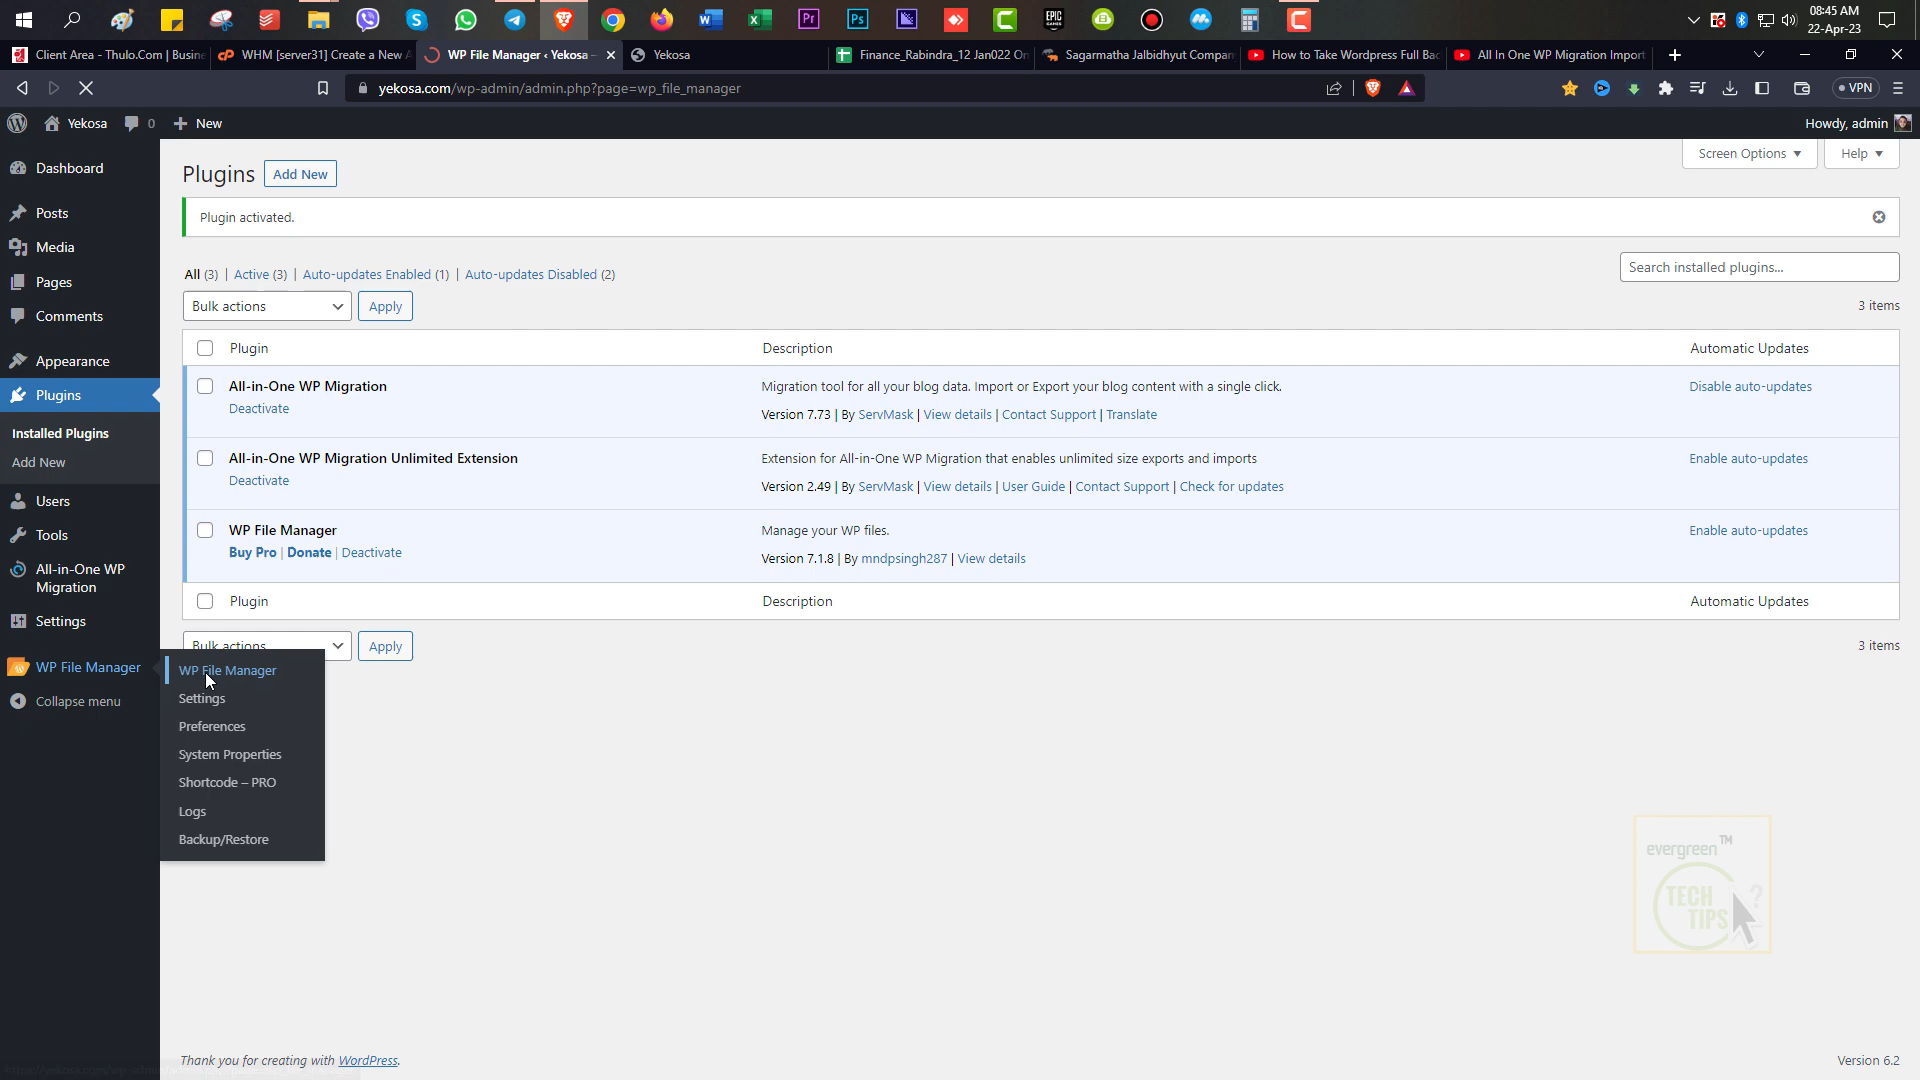 08:45 AM
22-Apr-23
Client Area - Thulo.Com | Busine
WHM [server31] Create a New A
WP File Manager ‹ Yekosa —
Yekosa
Finance_Rabindra_12 Jan022 On
Sagarmatha Jalbidhyut Compan
How to Take Wordpress Full Bac
All In One WP Migration Import
yekosa.com/wp-admin/admin.php?page=wp_file_manager
VPN
Yekosa 0 New
Howdy, admin
Screen Options Help
Dashboard
Posts
Media
Pages
Comments
Appearance
Plugins
Installed Plugins
Add New
Users
Tools
All-in-One WP
Migration
Settings
WP File Manager
Collapse menu
WP File Manager
Settings
Preferences
System Properties
Shortcode – PRO
Logs
Backup/Restore
Plugins Add New
Plugin activated.
All (3) | Active (3) | Auto-updates Enabled (1) | Auto-updates Disabled (2)
Search installed plugins...
Bulk actions Apply
3 items
Plugin Description Automatic Updates
All-in-One WP Migration
Deactivate
Migration tool for all your blog data. Import or Export your blog content with a single click.
Version 7.73 | By ServMask | View details | Contact Support | Translate
Disable auto-updates
All-in-One WP Migration Unlimited Extension
Deactivate
Extension for All-in-One WP Migration that enables unlimited size exports and imports
Version 2.49 | By ServMask | View details | User Guide | Contact Support | Check for updates
Enable auto-updates
WP File Manager
Buy Pro | Donate | Deactivate
Manage your WP files.
Version 7.1.8 | By mndpsingh287 | View details
Enable auto-updates
Plugin Description Automatic Updates
Bulk actions Apply
3 items
evergreen™
TECH
TIPS
?
Thank you for creating with WordPress.
Version 6.2